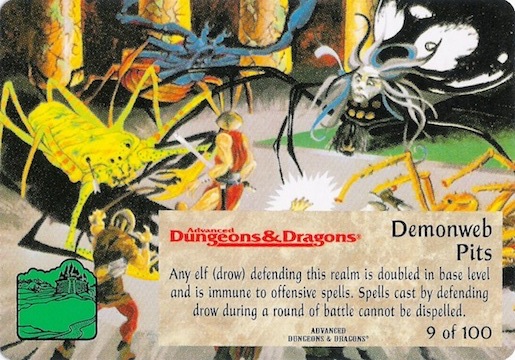 Demonweb
Pits
Advanced
Dungeons&Dragons®
Any elf (drow) defending this realm is doubled in base level
and is immune to offensive spells. Spells cast by defending
drow during a round of battle cannot be dispelled.
ADVANCED
DUNGEONS & DRAGONS®
9 of 100